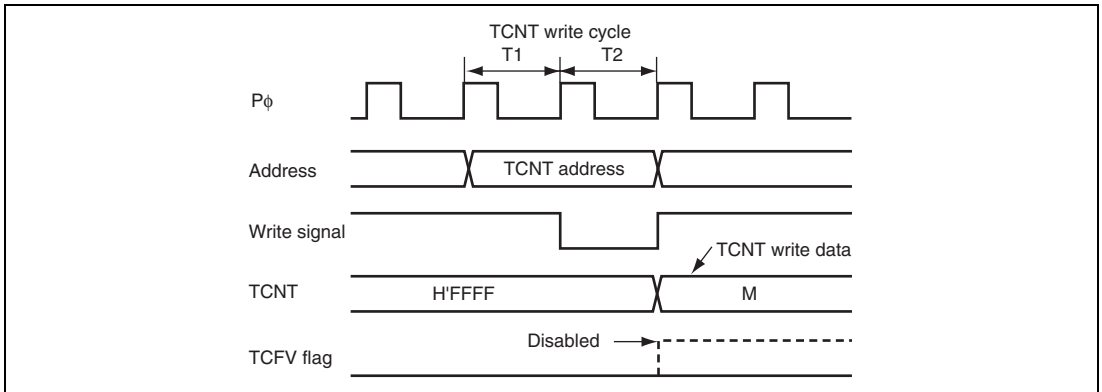 TCNT write cycle
T1 T2
Pϕ
Address TCNT address
Write signal
TCNT write data
TCNT H'FFFF M
Disabled
TCFV flag